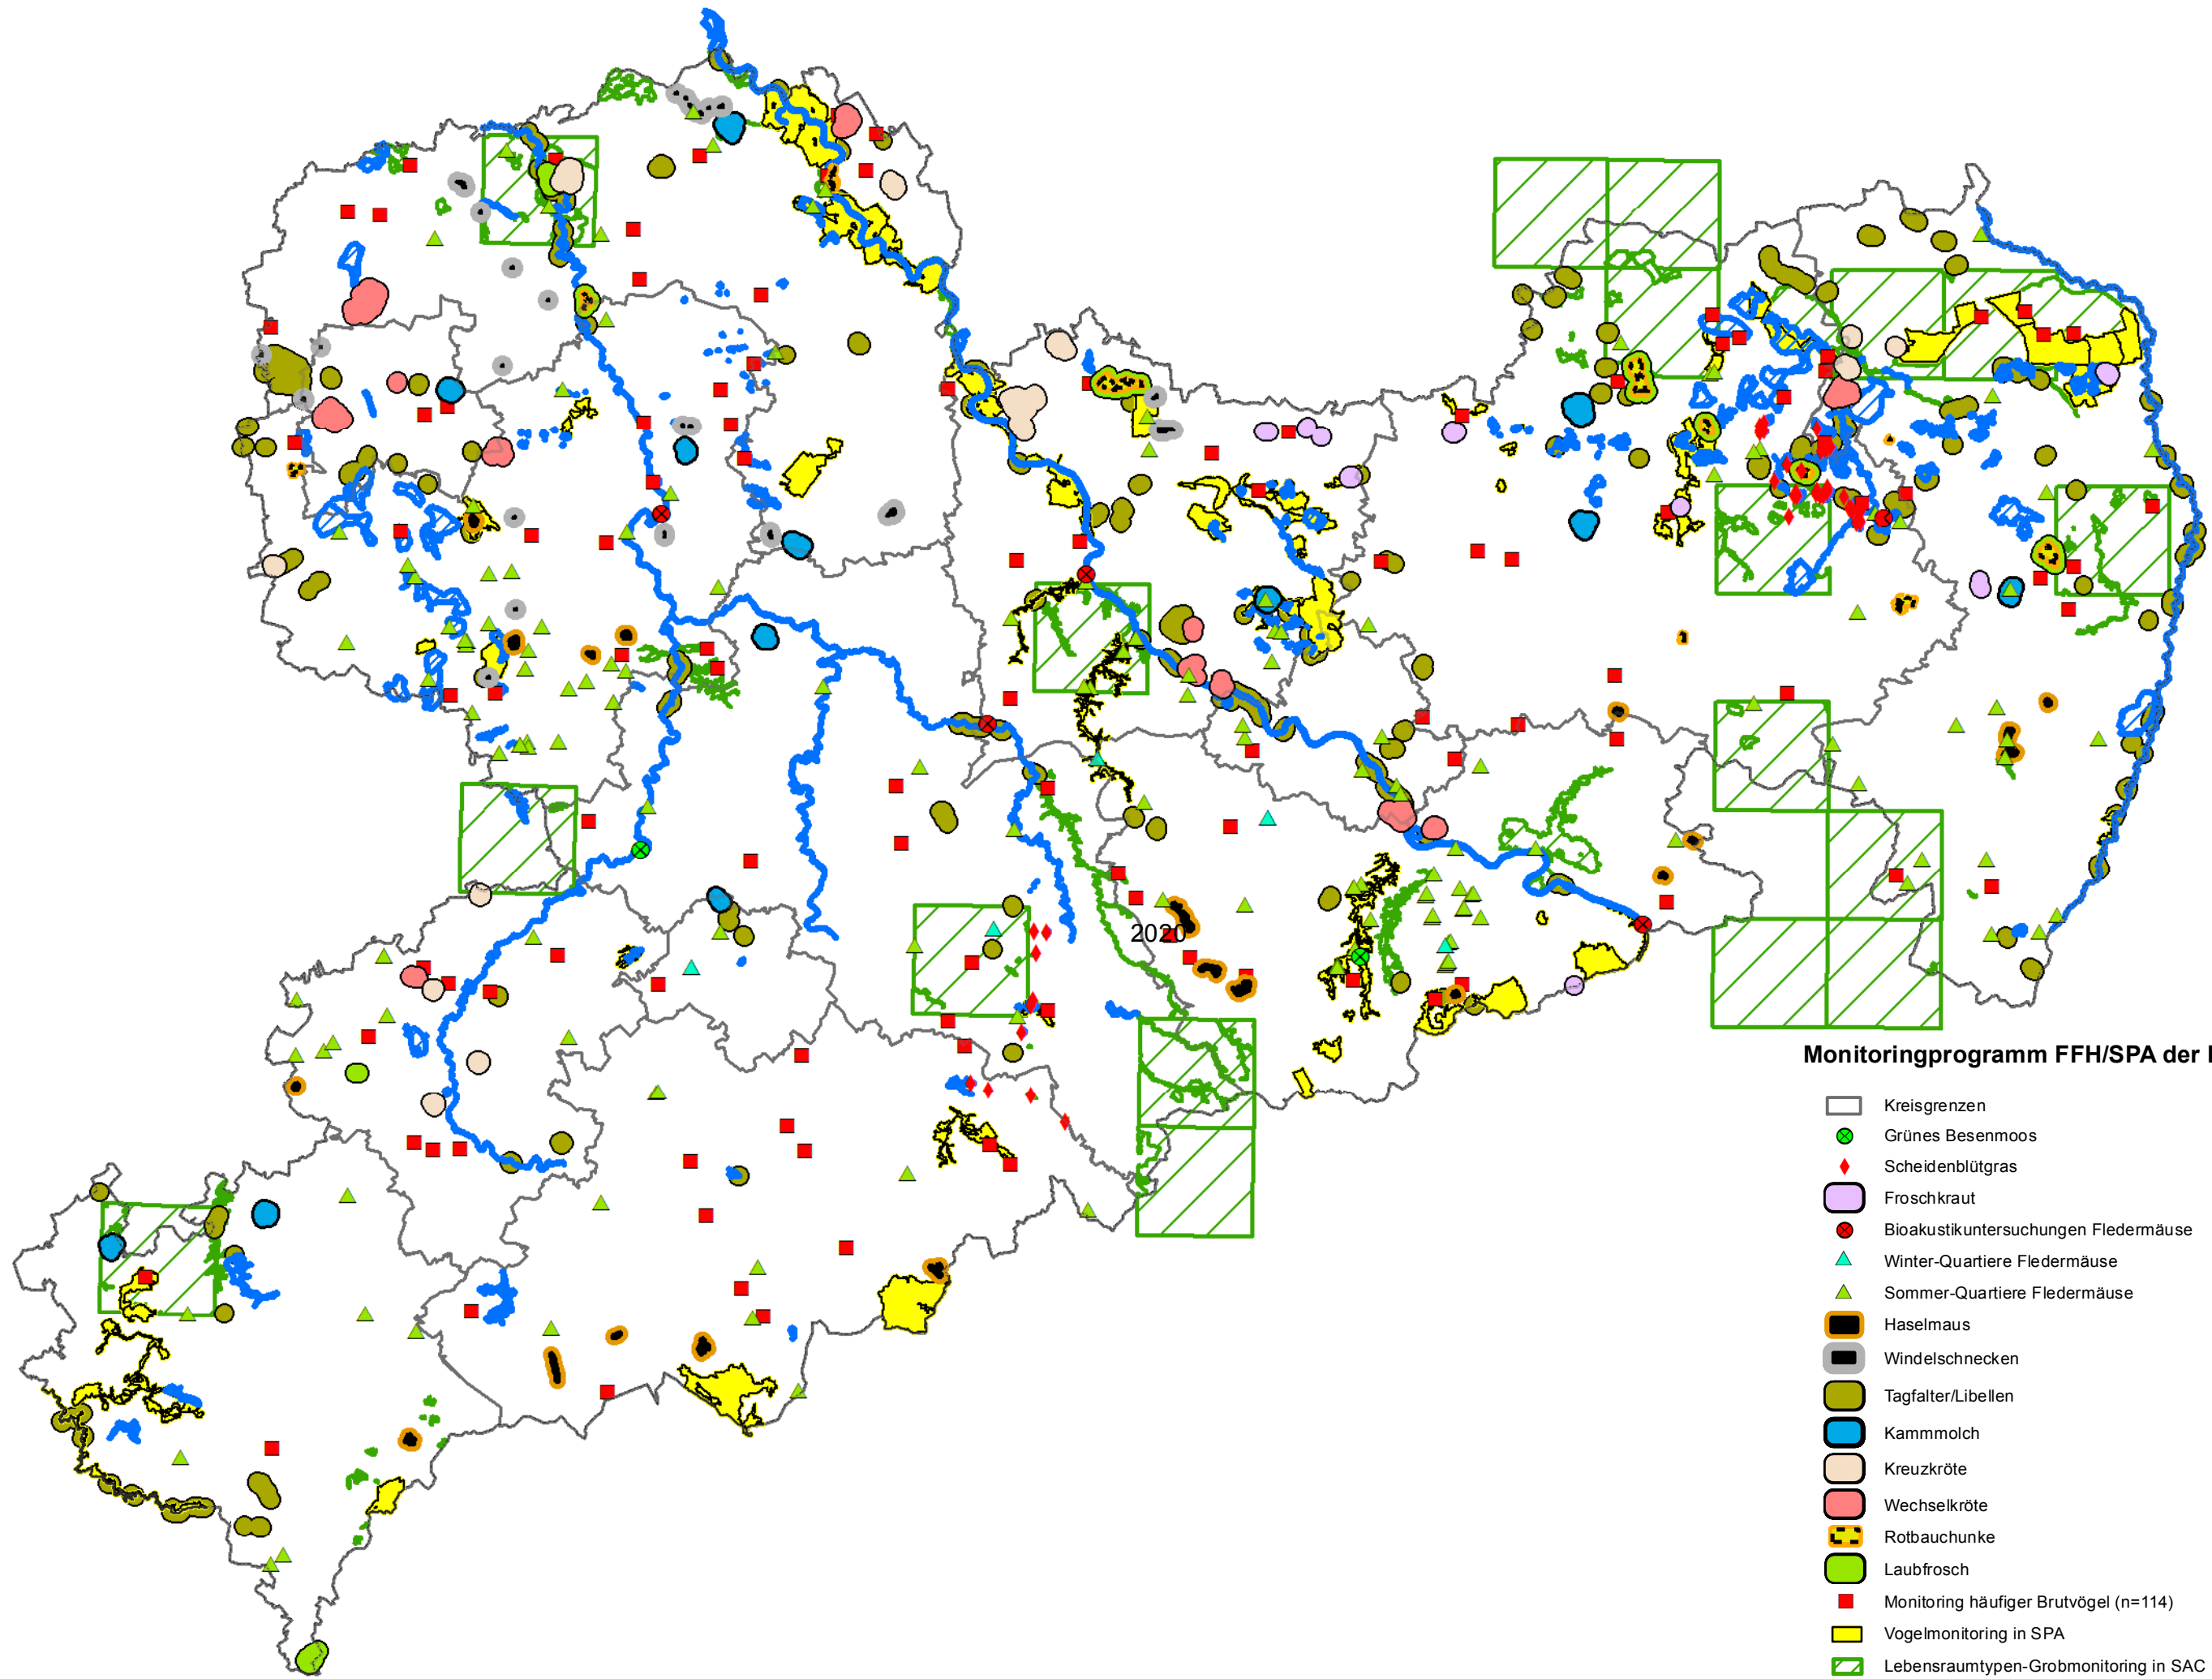 2020
Monitoringprogramm FFH/SPA der
Kreisgrenzen
Grünes Besenmoos
Scheidenblütgras
Froschkraut
Bioakustikuntersuchungen Fledermäuse
Winter-Quartiere Fledermäuse
Sommer-Quartiere Fledermäuse
Haselmaus
Windelschnecken
Tagfalter/Libellen
Kammmolch
Kreuzkröte
Wechselkröte
Rotbauchunke
Laubfrosch
Monitoring häufiger Brutvögel (n=114)
Vogelmonitoring in SPA
Lebensraumtypen-Grobmonitoring in SAC